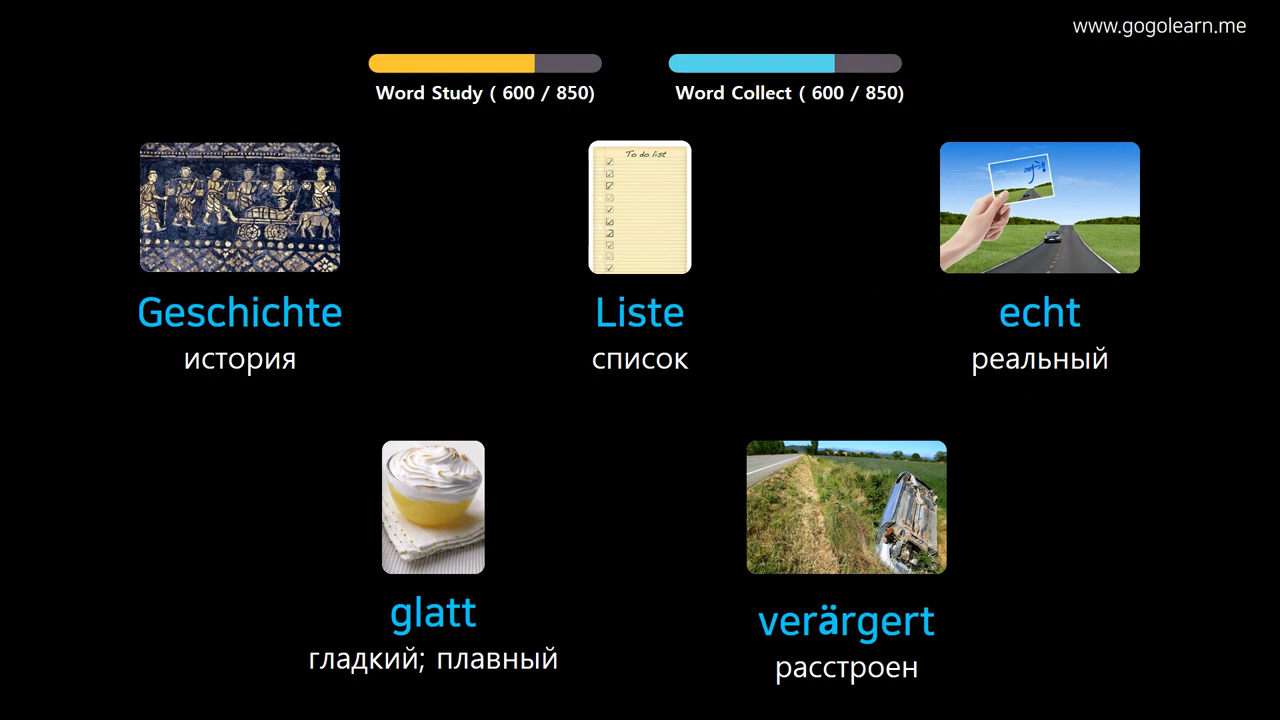 www.gogolearn.me
Word Study ( 600 / 850)
Word Collect ( 600 / 850)
To do list
Geschichte
история
Liste
список
echt
реальный
glatt
гладкий; плавный
verärgert
расстроен